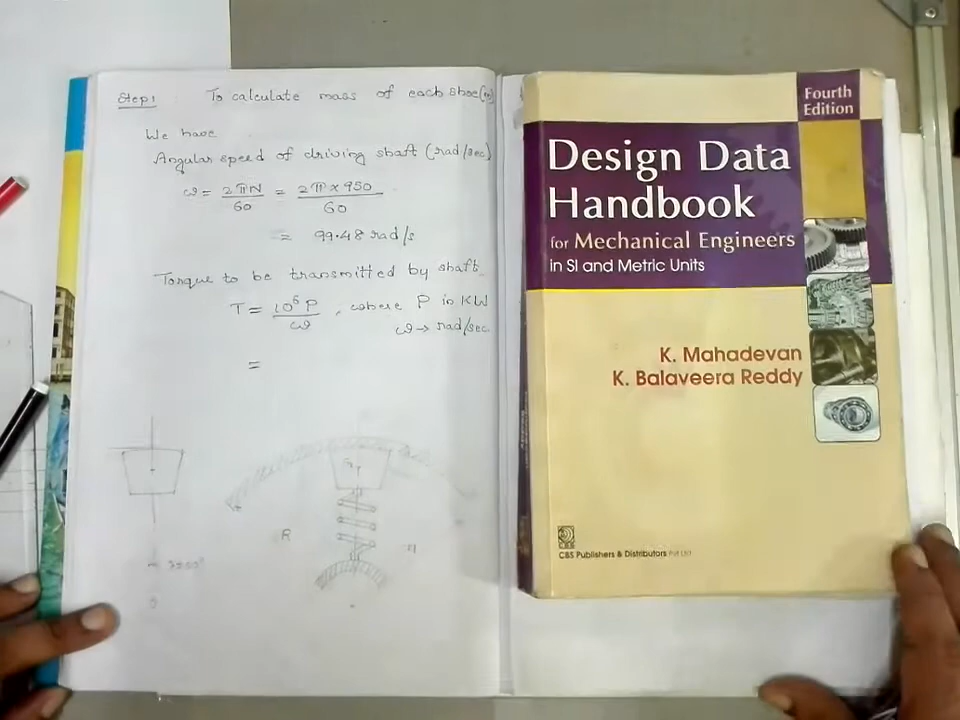 Step 1 To calculate mass of each shoe (m)
We have
Angular speed of driving shaft (rad/sec)
ω = 2πN/60 = 2π × 950/60
= 99.48 rad/s
Torque to be transmitted by shaft
T = 10⁶ P/ω , where P in KW
ω → rad/sec
=
G
R
Fourth
Edition
Design Data
Handbook
for Mechanical Engineers
in SI and Metric Units
K. Mahadevan
K. Balaveera Reddy
CBS
CBS Publishers & Distributors Pvt Ltd